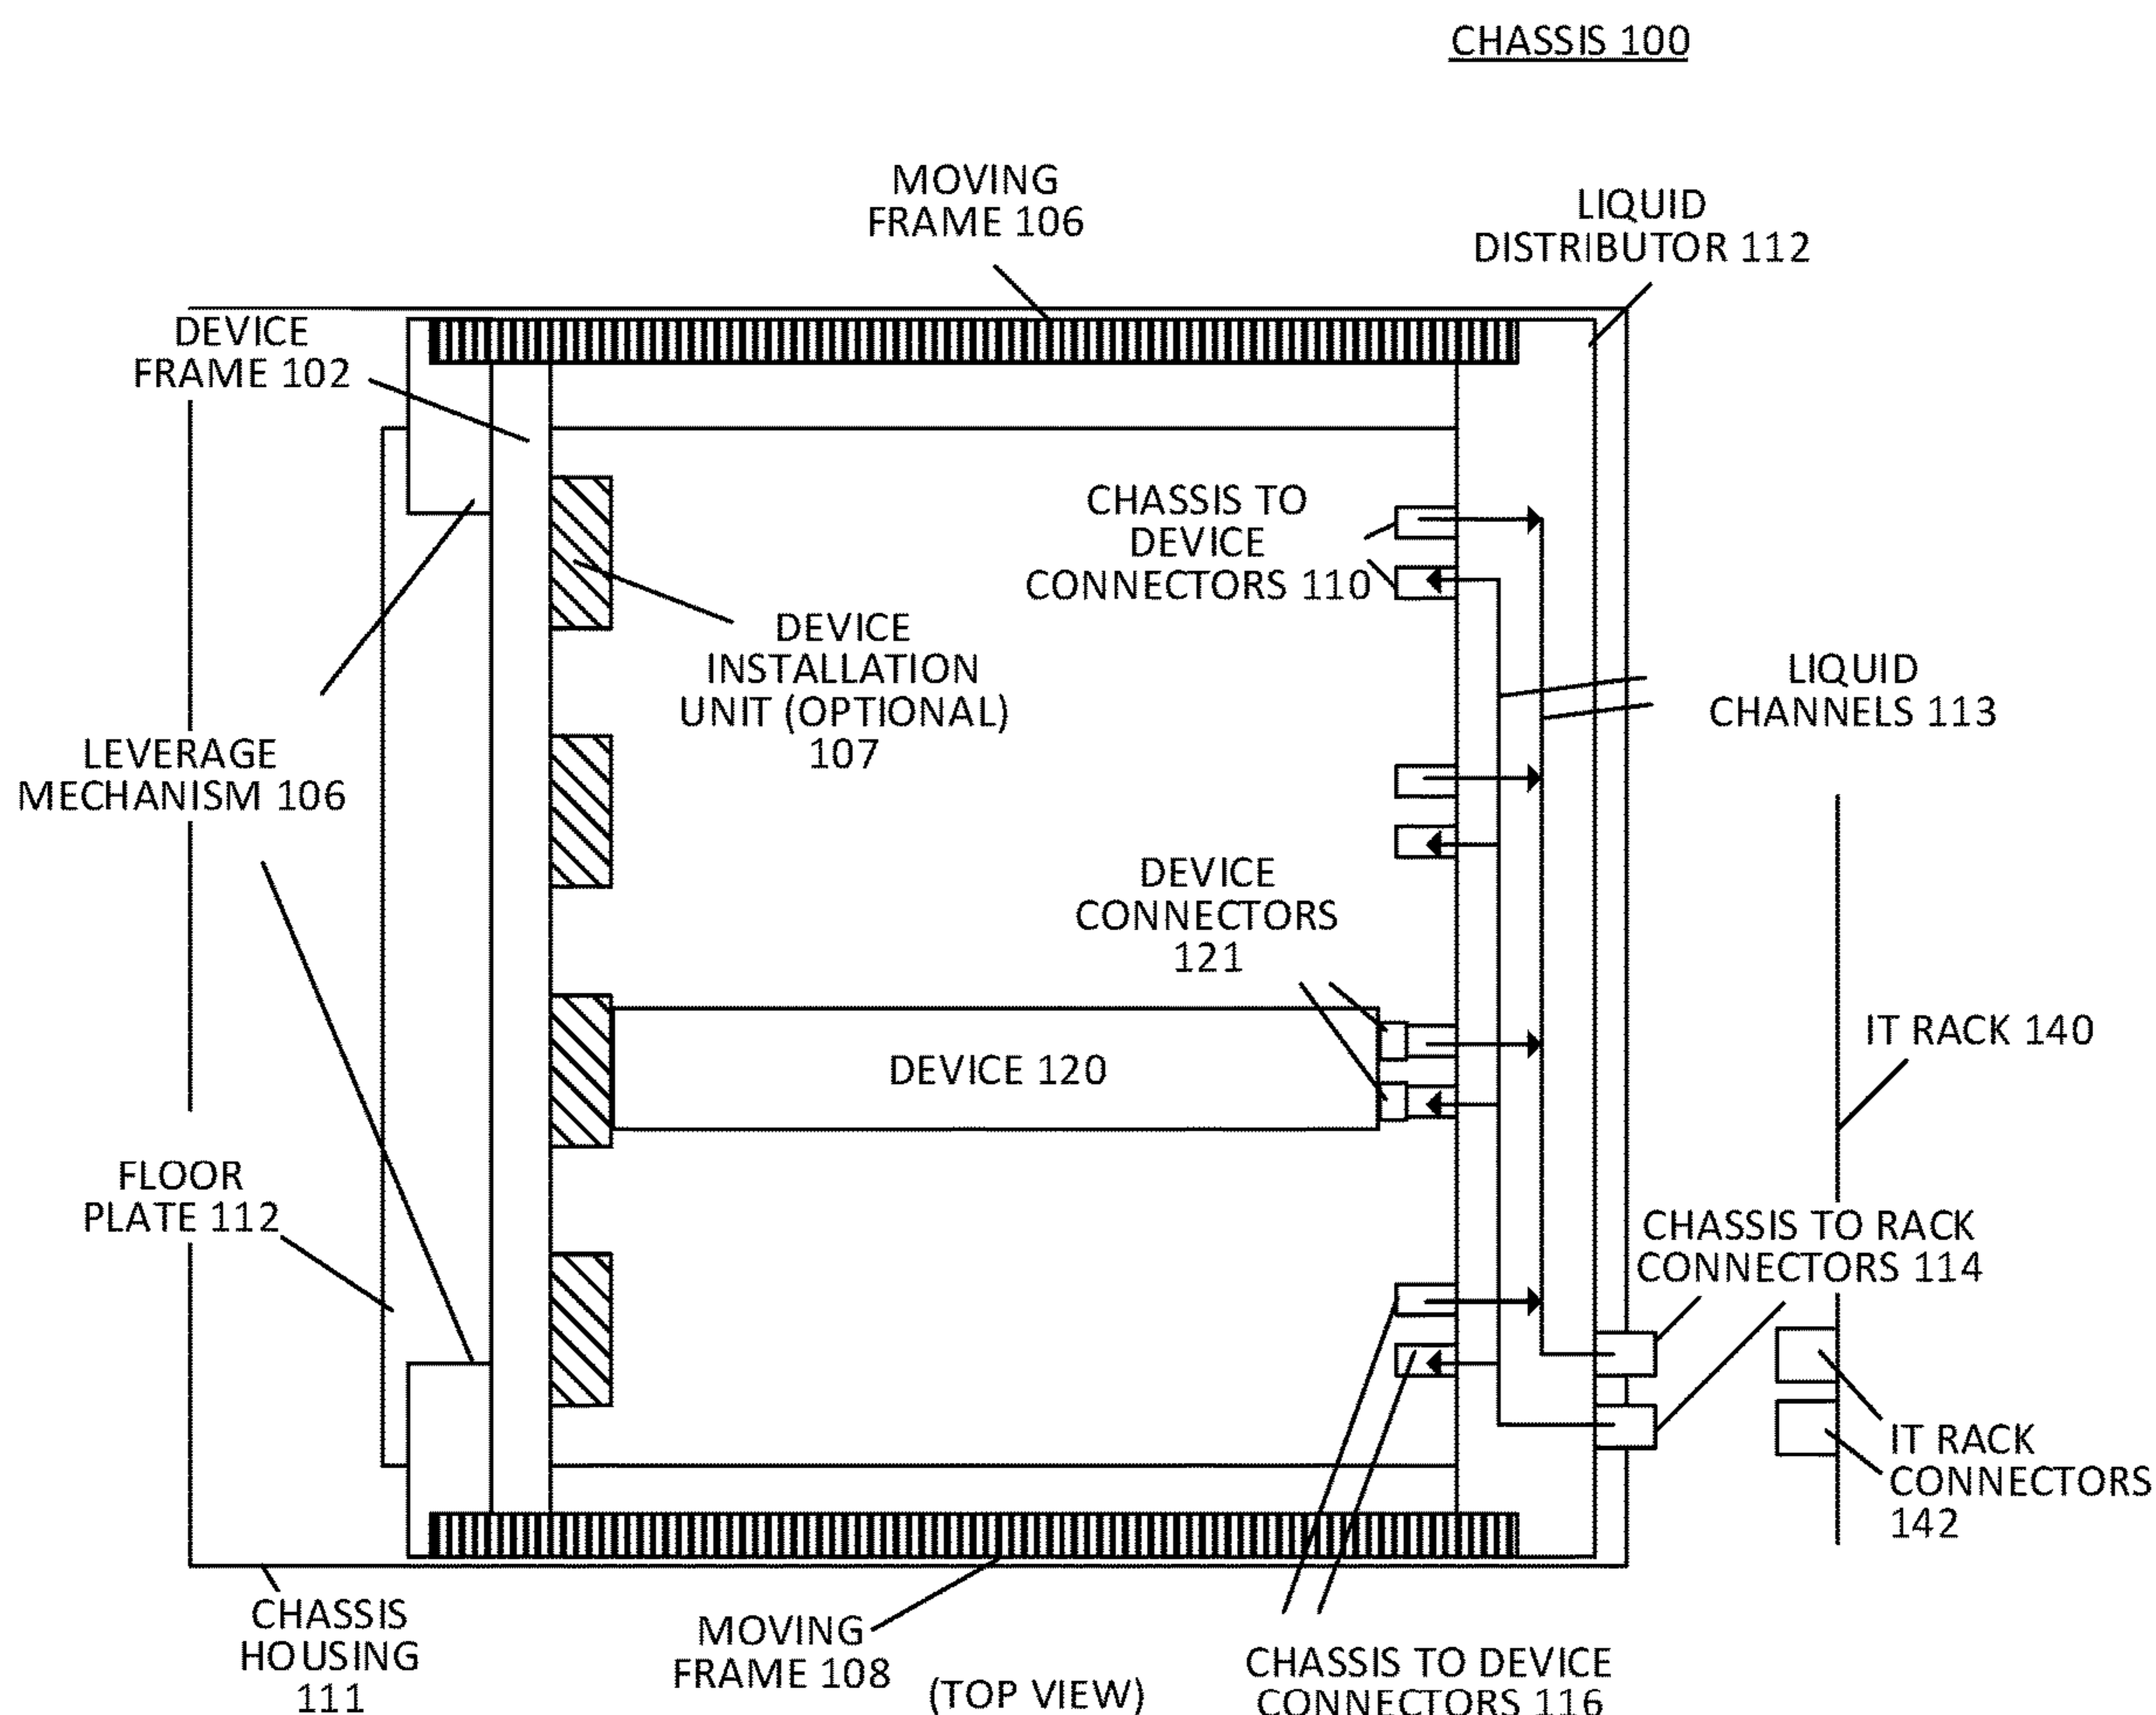 CHASSIS 100
MOVING
FRAME 106
LIQUID
DISTRIBUTOR 112
DEVICE
FRAME 102
CHASSIS TO
DEVICE
CONNECTORS 110
DEVICE
INSTALLATION
UNIT (OPTIONAL)
107
LIQUID
CHANNELS 113
LEVERAGE
MECHANISM 106
DEVICE
CONNECTORS
121
IT RACK 140
DEVICE 120
FLOOR
PLATE 112
CHASSIS TO RACK
CONNECTORS 114
IT RACK
CONNECTORS
142
CHASSIS
HOUSING
111
MOVING
FRAME 108
(TOP VIEW)
CHASSIS TO DEVICE
CONNECTORS 116